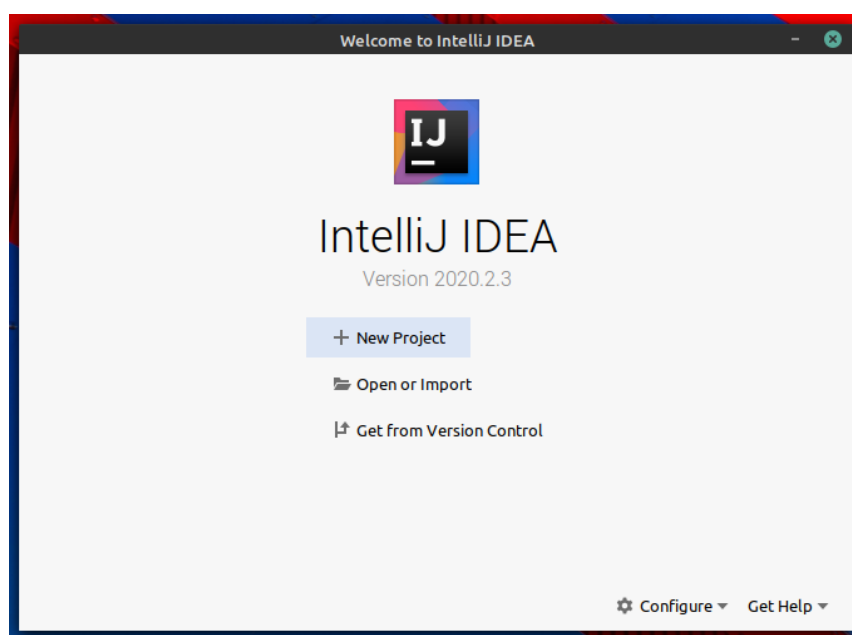 Welcome to IntelliJ IDEA
IJ
IntelliJ IDEA
Version 2020.2.3
New Project
Open or Import
Get from Version Control
Configure Get Help